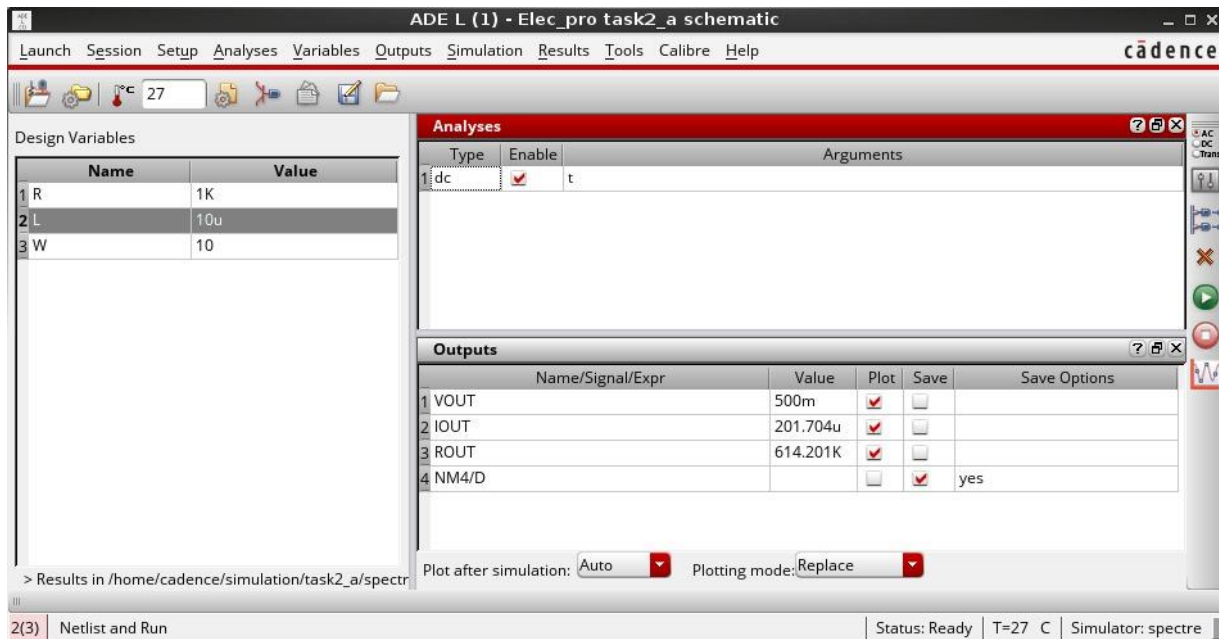 ADE L (1) - Elec_pro task2_a schematic
Launch Session Setup Analyses Variables Outputs Simulation Results Tools Calibre Help
cādence
°C 27
Design Variables
Name Value
1 R 1K
2 L 10u
3 W 10
> Results in /home/cadence/simulation/task2_a/spectr
Analyses
Type Enable Arguments
1 dc t
Outputs
Name/Signal/Expr Value Plot Save Save Options
1 VOUT 500m
2 IOUT 201.704u
3 ROUT 614.201K
4 NM4/D yes
Plot after simulation: Auto Plotting mode: Replace
AC
DC
Trans
2(3) Netlist and Run Status: Ready T=27 C Simulator: spectre